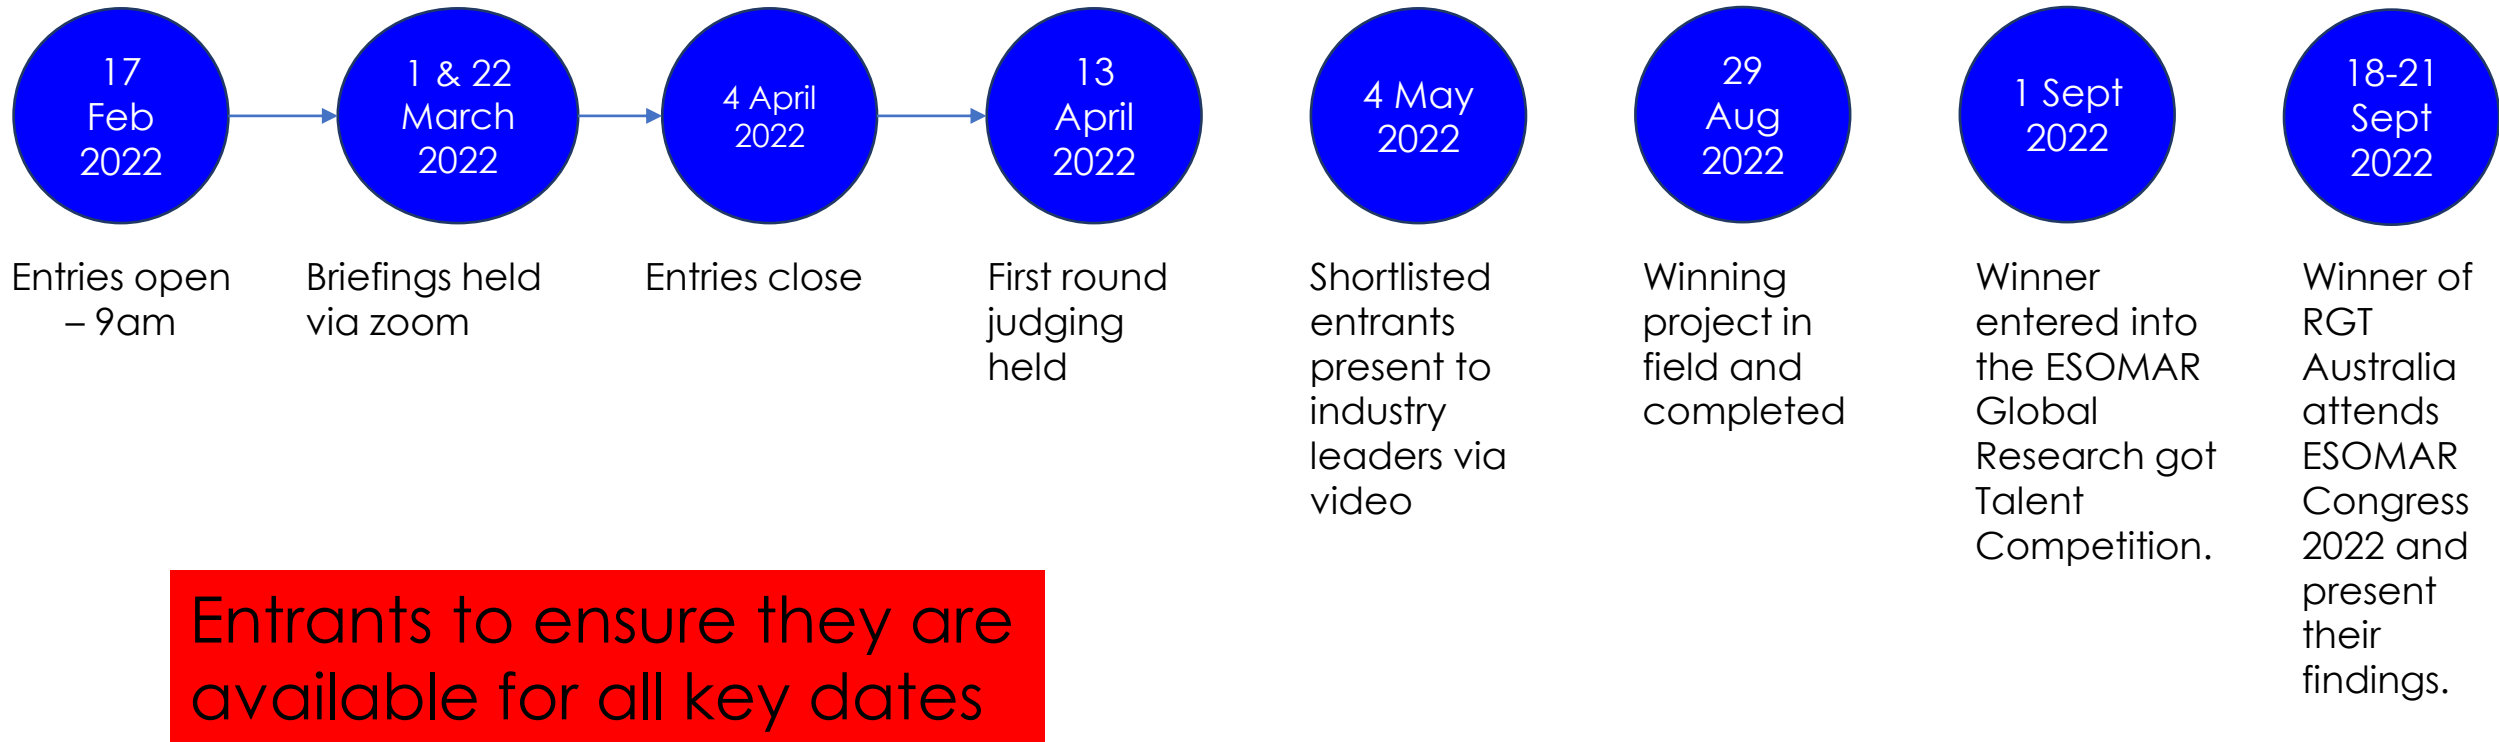 17
Feb
2022
1 & 22
March
2022
4 April
2022
13
April
2022
4 May
2022
29
Aug
2022
1 Sept
2022
18-21
Sept
2022
Entries open
– 9am
Briefings held
via zoom
Entries close
First round
judging
held
Shortlisted
entrants
present to
industry
leaders via
video
Winning
project in
field and
completed
Winner
entered into
the ESOMAR
Global
Research got
Talent
Competition.
Winner of
RGT
Australia
attends
ESOMAR
Congress
2022 and
present
their
findings.
Entrants to ensure they are
available for all key dates